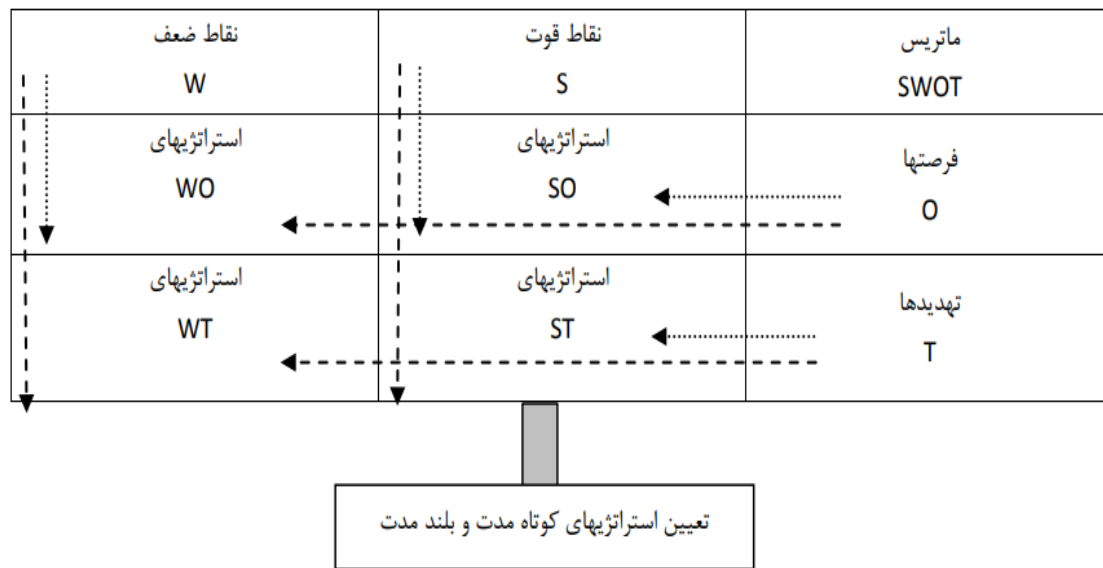 ماتریس
SWOT
نقاط قوت
S
نقاط ضعف
W
فرصتها
O
استراتژیهای
SO
استراتژیهای
WO
تهدیدها
T
استراتژیهای
ST
استراتژیهای
WT
تعیین استراتژیهای کوتاه مدت و بلند مدت